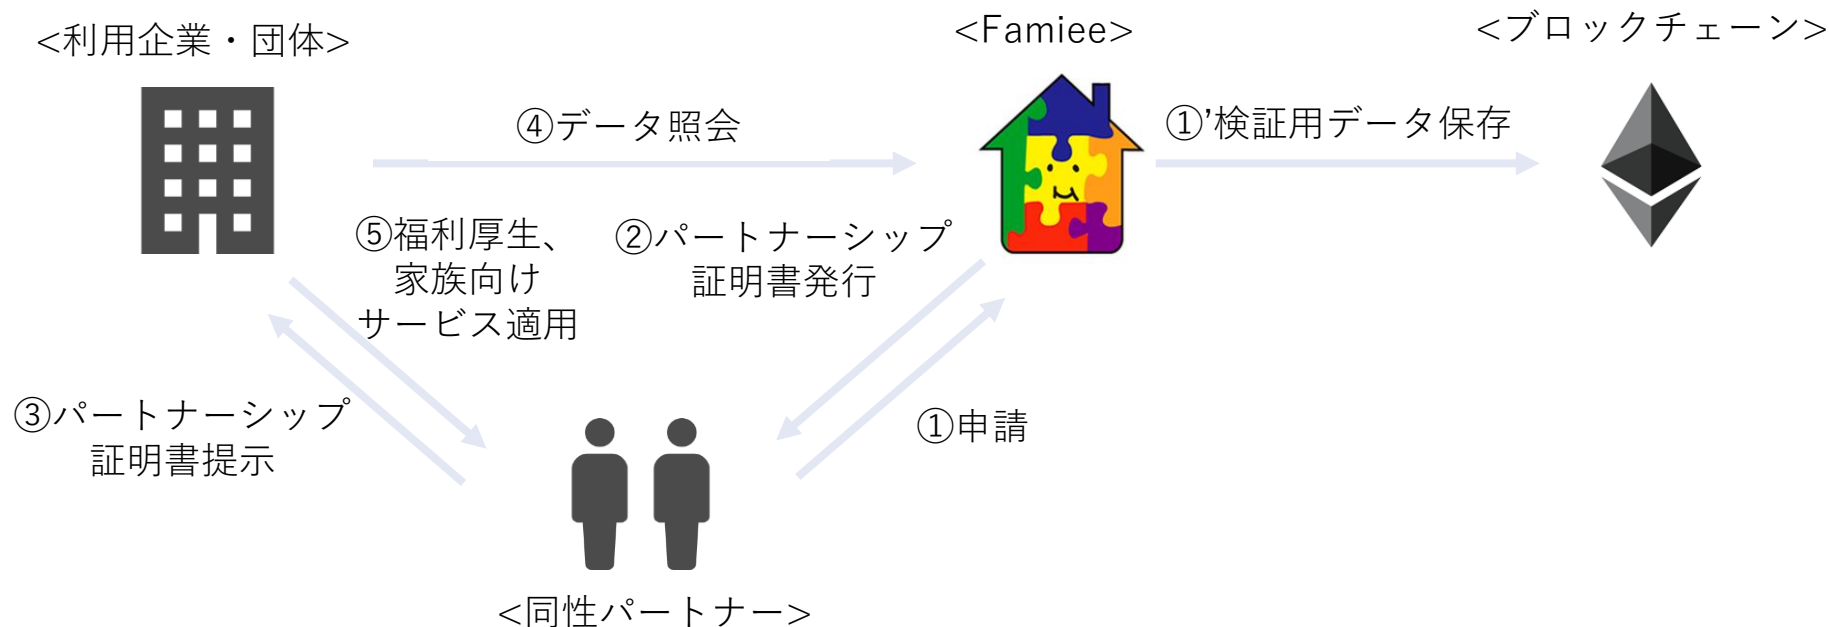 <利用企業・団体>
<Famiee>
<ブロックチェーン>
④データ照会
①’検証用データ保存
⑤福利厚生、
家族向け
サービス適用
②パートナーシップ
証明書発行
③パートナーシップ
証明書提示
①申請
<同性パートナー>